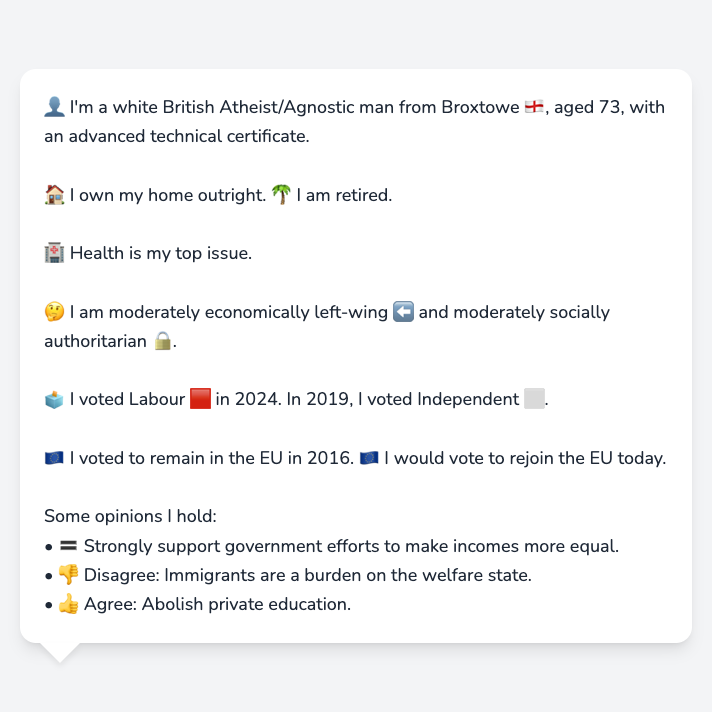 👤 I'm a white British Atheist/Agnostic man from Broxtowe 🏴󠁧󠁢󠁥󠁮󠁧󠁿, aged 73, with
an advanced technical certificate.
🏠 I own my home outright. 🌴 I am retired.
🏥 Health is my top issue.
🤔 I am moderately economically left-wing ⬅️ and moderately socially
authoritarian 🔒.
🗳️ I voted Labour 🟥 in 2024. In 2019, I voted Independent ⬜.
🇪🇺 I voted to remain in the EU in 2016. 🇪🇺 I would vote to rejoin the EU today.
Some opinions I hold:
• 🟰 Strongly support government efforts to make incomes more equal.
• 👎 Disagree: Immigrants are a burden on the welfare state.
• 👍 Agree: Abolish private education.